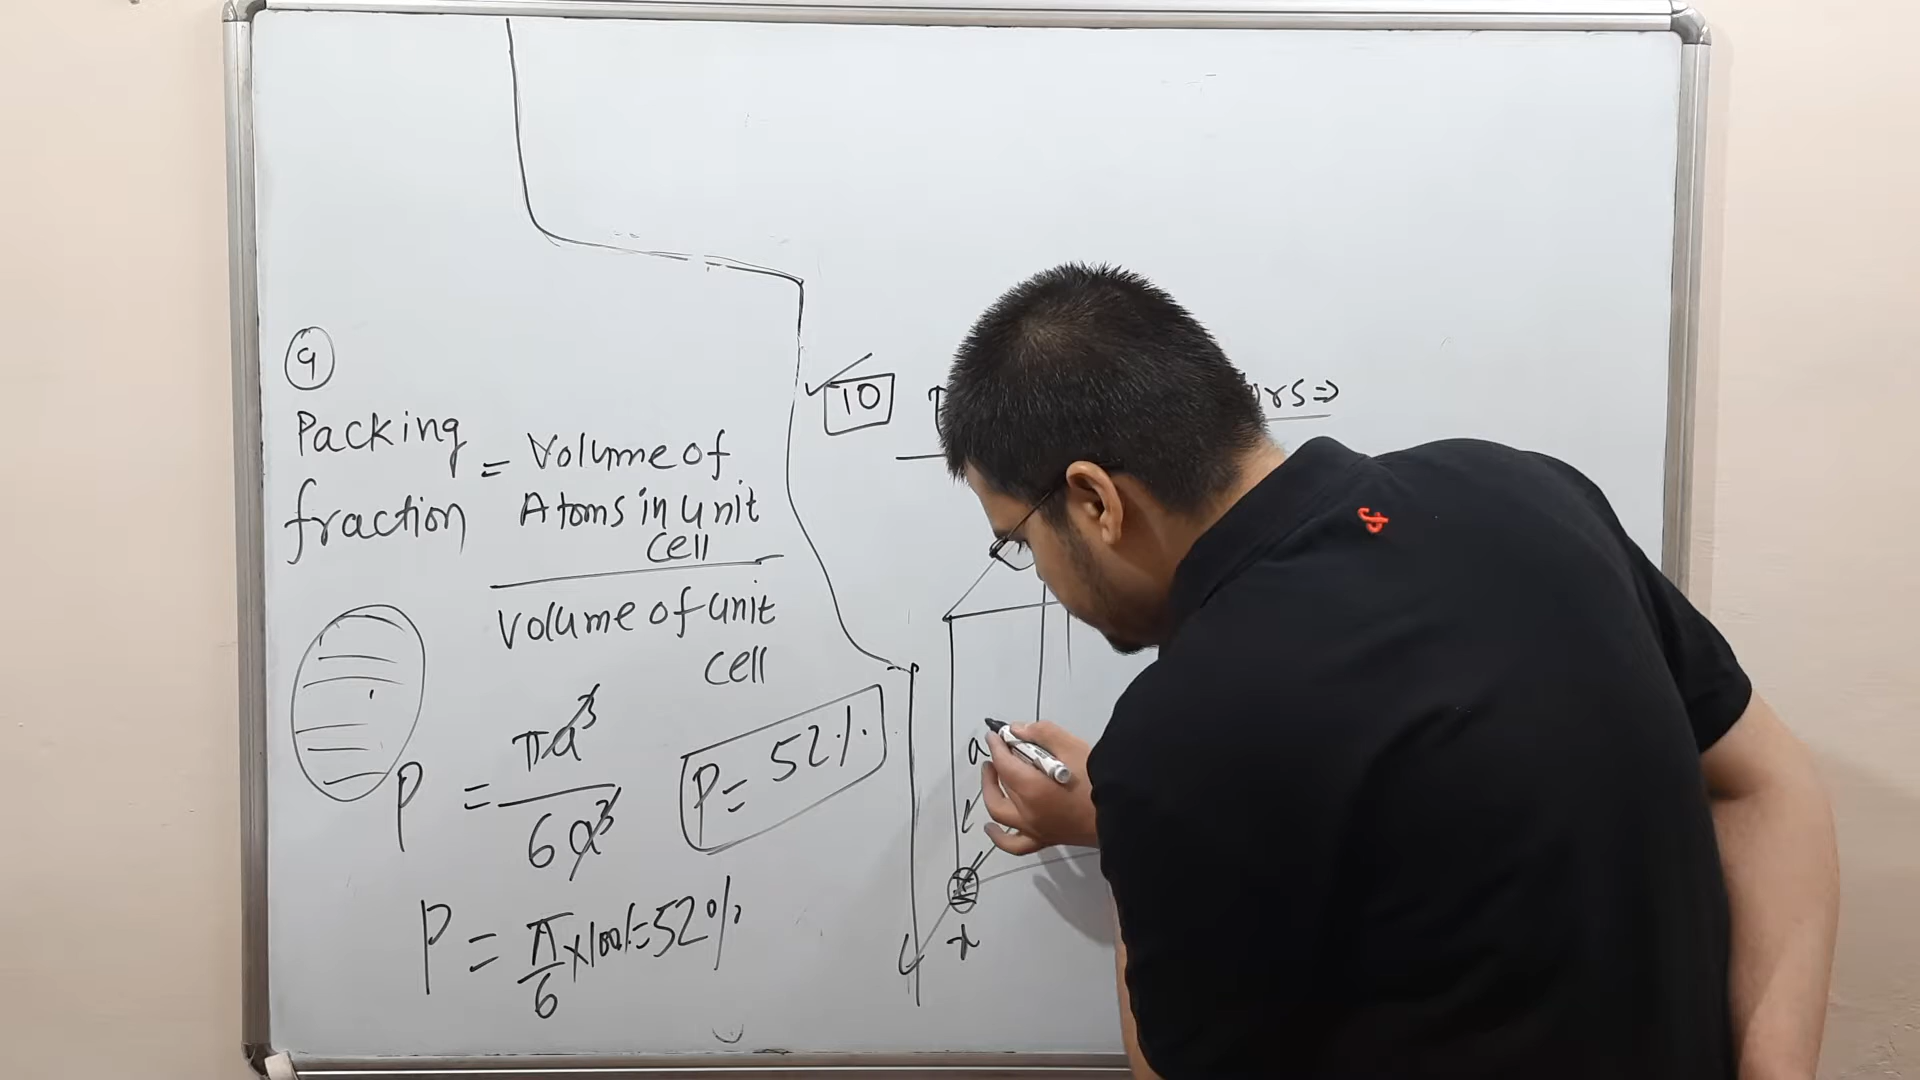 9
Packing
fraction
= Volume of
Atoms in unit
cell
Volume of unit
cell
P = πa³
6a³
P = 52%
P = π/6 × 100% = 52%
10
rs ⇒
a
x